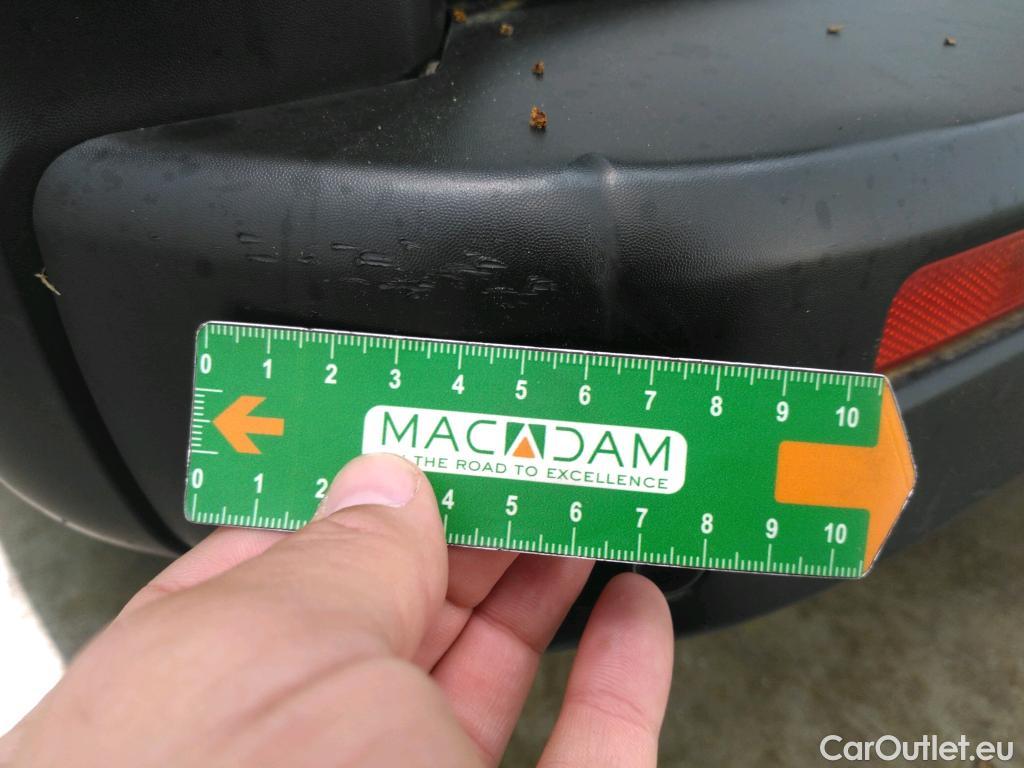 0 1 2 3 4 5 6 7 8 9 10
MACADAM
THE ROAD TO EXCELLENCE
0 1 2 4 5 6 7 8 9 10
CarOutlet.eu